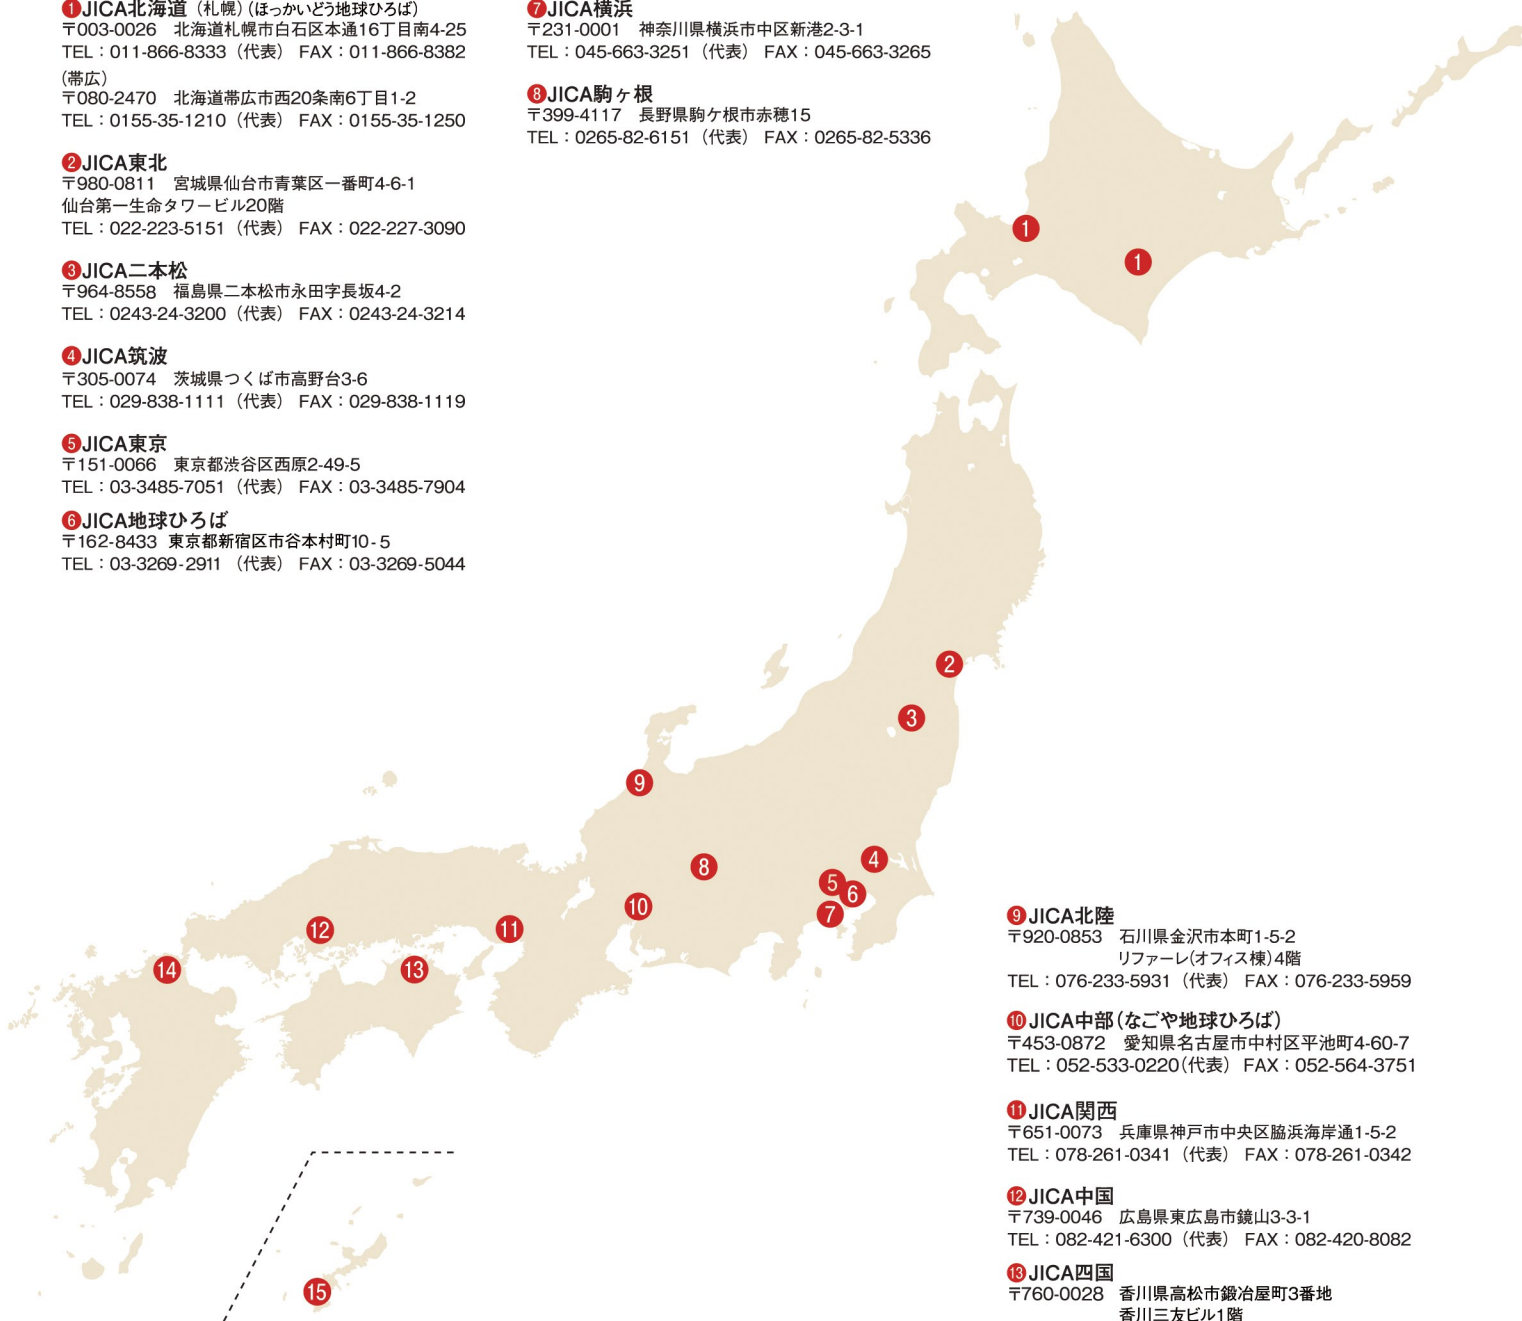 ❶JICA北海道（札幌）（ほっかいどう地球ひろば）
〒003-0026　北海道札幌市白石区本通16丁目南4-25
TEL：011-866-8333（代表） FAX：011-866-8382
（帯広）
〒080-2470　北海道帯広市西20条南6丁目1-2
TEL：0155-35-1210（代表） FAX：0155-35-1250
❷JICA東北
〒980-0811　宮城県仙台市青葉区一番町4-6-1
仙台第一生命タワービル20階
TEL：022-223-5151（代表） FAX：022-227-3090
❸JICA二本松
〒964-8558　福島県二本松市永田字長坂4-2
TEL：0243-24-3200（代表） FAX：0243-24-3214
❹JICA筑波
〒305-0074　茨城県つくば市高野台3-6
TEL：029-838-1111（代表） FAX：029-838-1119
❺JICA東京
〒151-0066　東京都渋谷区西原2-49-5
TEL：03-3485-7051（代表） FAX：03-3485-7904
❻JICA地球ひろば
〒162-8433　東京都新宿区市谷本村町10-5
TEL：03-3269-2911（代表） FAX：03-3269-5044
❼JICA横浜
〒231-0001　神奈川県横浜市中区新港2-3-1
TEL：045-663-3251（代表） FAX：045-663-3265
❽JICA駒ヶ根
〒399-4117　長野県駒ケ根市赤穂15
TEL：0265-82-6151（代表） FAX：0265-82-5336
1
1
2
3
9
4
8
5
6
10
7
12
11
14
13
15
❾JICA北陸
〒920-0853　石川県金沢市本町1-5-2
リファーレ（オフィス棟）4階
TEL：076-233-5931（代表） FAX：076-233-5959
❿JICA中部（なごや地球ひろば）
〒453-0872　愛知県名古屋市中村区平池町4-60-7
TEL：052-533-0220（代表） FAX：052-564-3751
⓫JICA関西
〒651-0073　兵庫県神戸市中央区脇浜海岸通1-5-2
TEL：078-261-0341（代表） FAX：078-261-0342
⓬JICA中国
〒739-0046　広島県東広島市鏡山3-3-1
TEL：082-421-6300（代表） FAX：082-420-8082
⓭JICA四国
〒760-0028　香川県高松市鍛冶屋町3番地
香川三友ビル1階